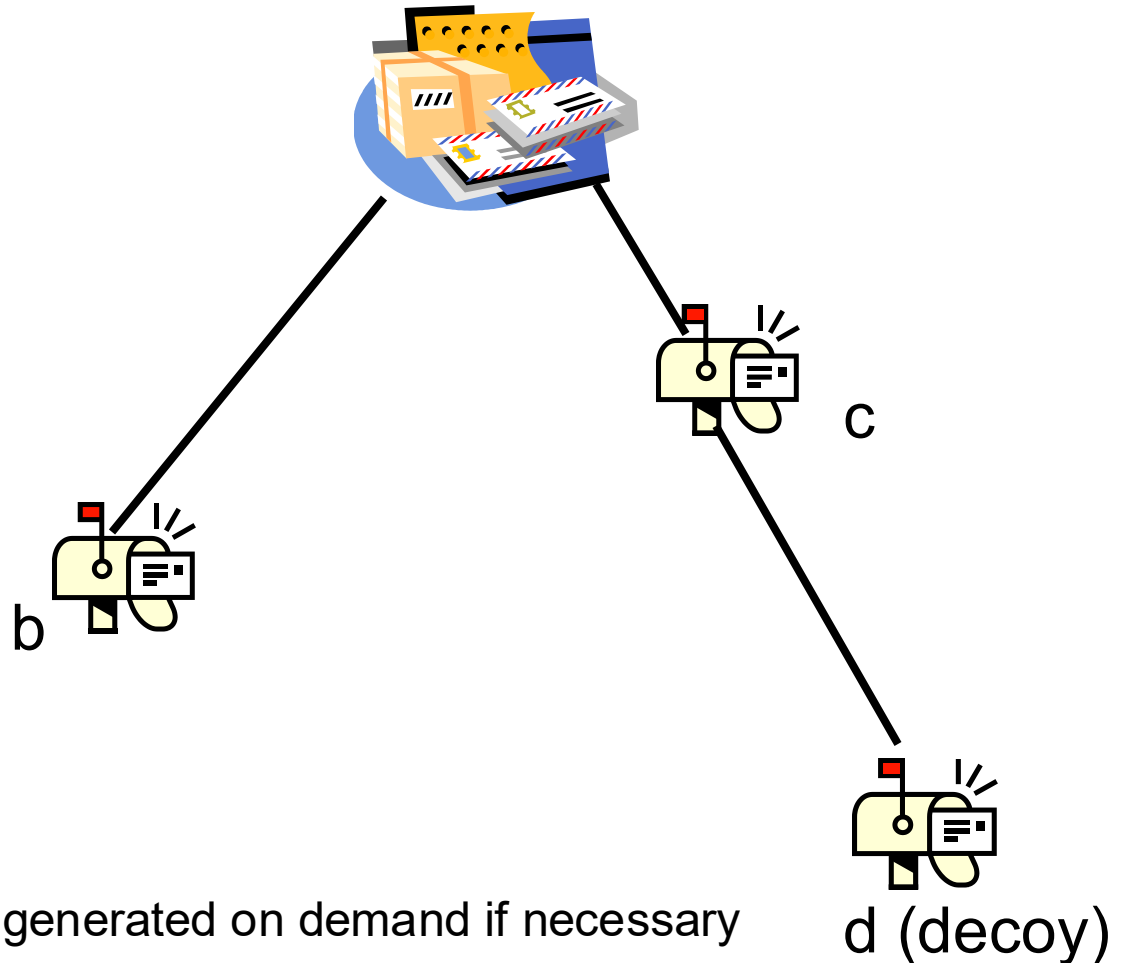 c
b
generated on demand if necessary
d (decoy)